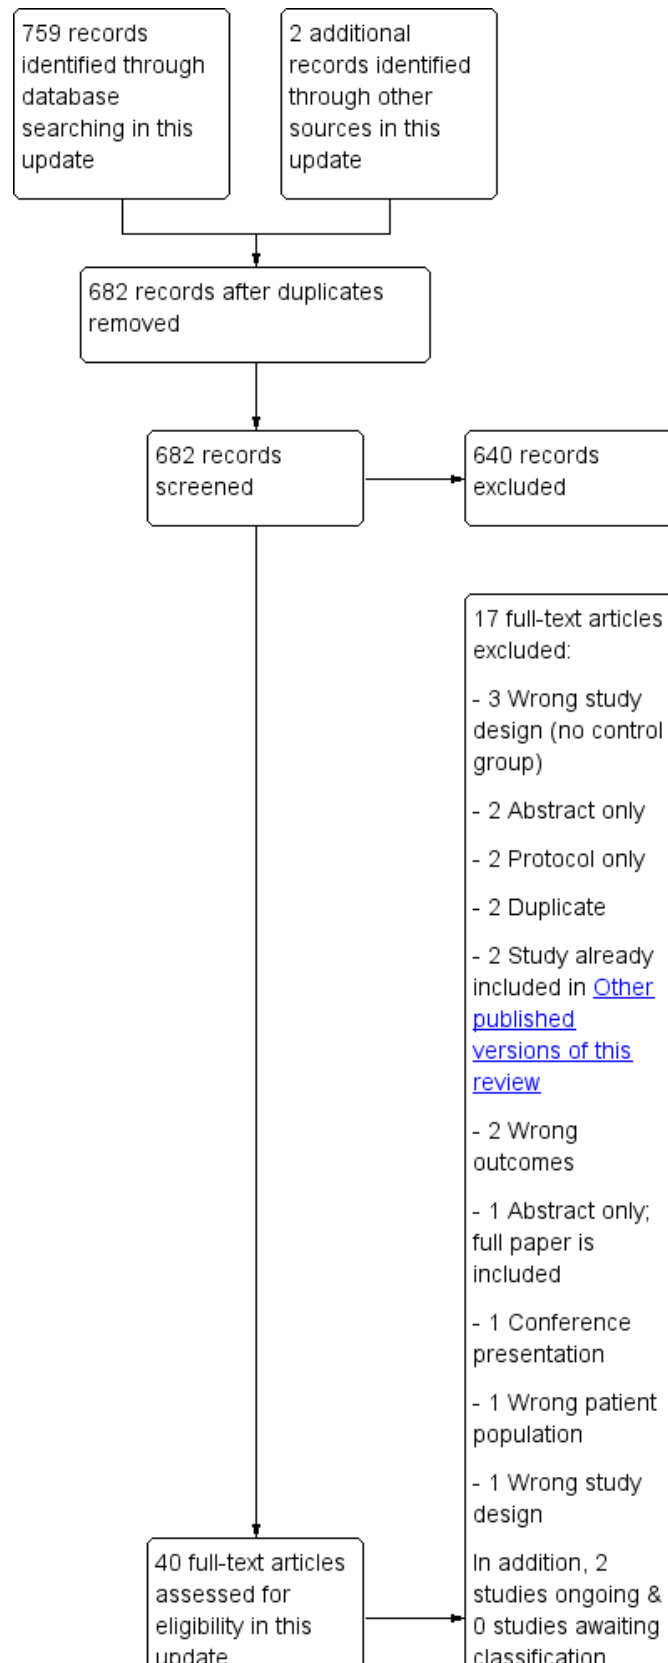 759 records
identified through
database
searching in this
update
2 additional
records identified
through other
sources in this
update
682 records after duplicates
removed
682 records
screened
640 records
excluded
17 full-text articles
excluded:
- 3 Wrong study
design (no control
group)
- 2 Abstract only
- 2 Protocol only
- 2 Duplicate
- 2 Study already
included in Other
published
versions of this
review
- 2 Wrong
outcomes
- 1 Abstract only;
full paper is
included
- 1 Conference
presentation
- 1 Wrong patient
population
- 1 Wrong study
design
In addition, 2
studies ongoing &
0 studies awaiting
classification
40 full-text articles
assessed for
eligibility in this
update